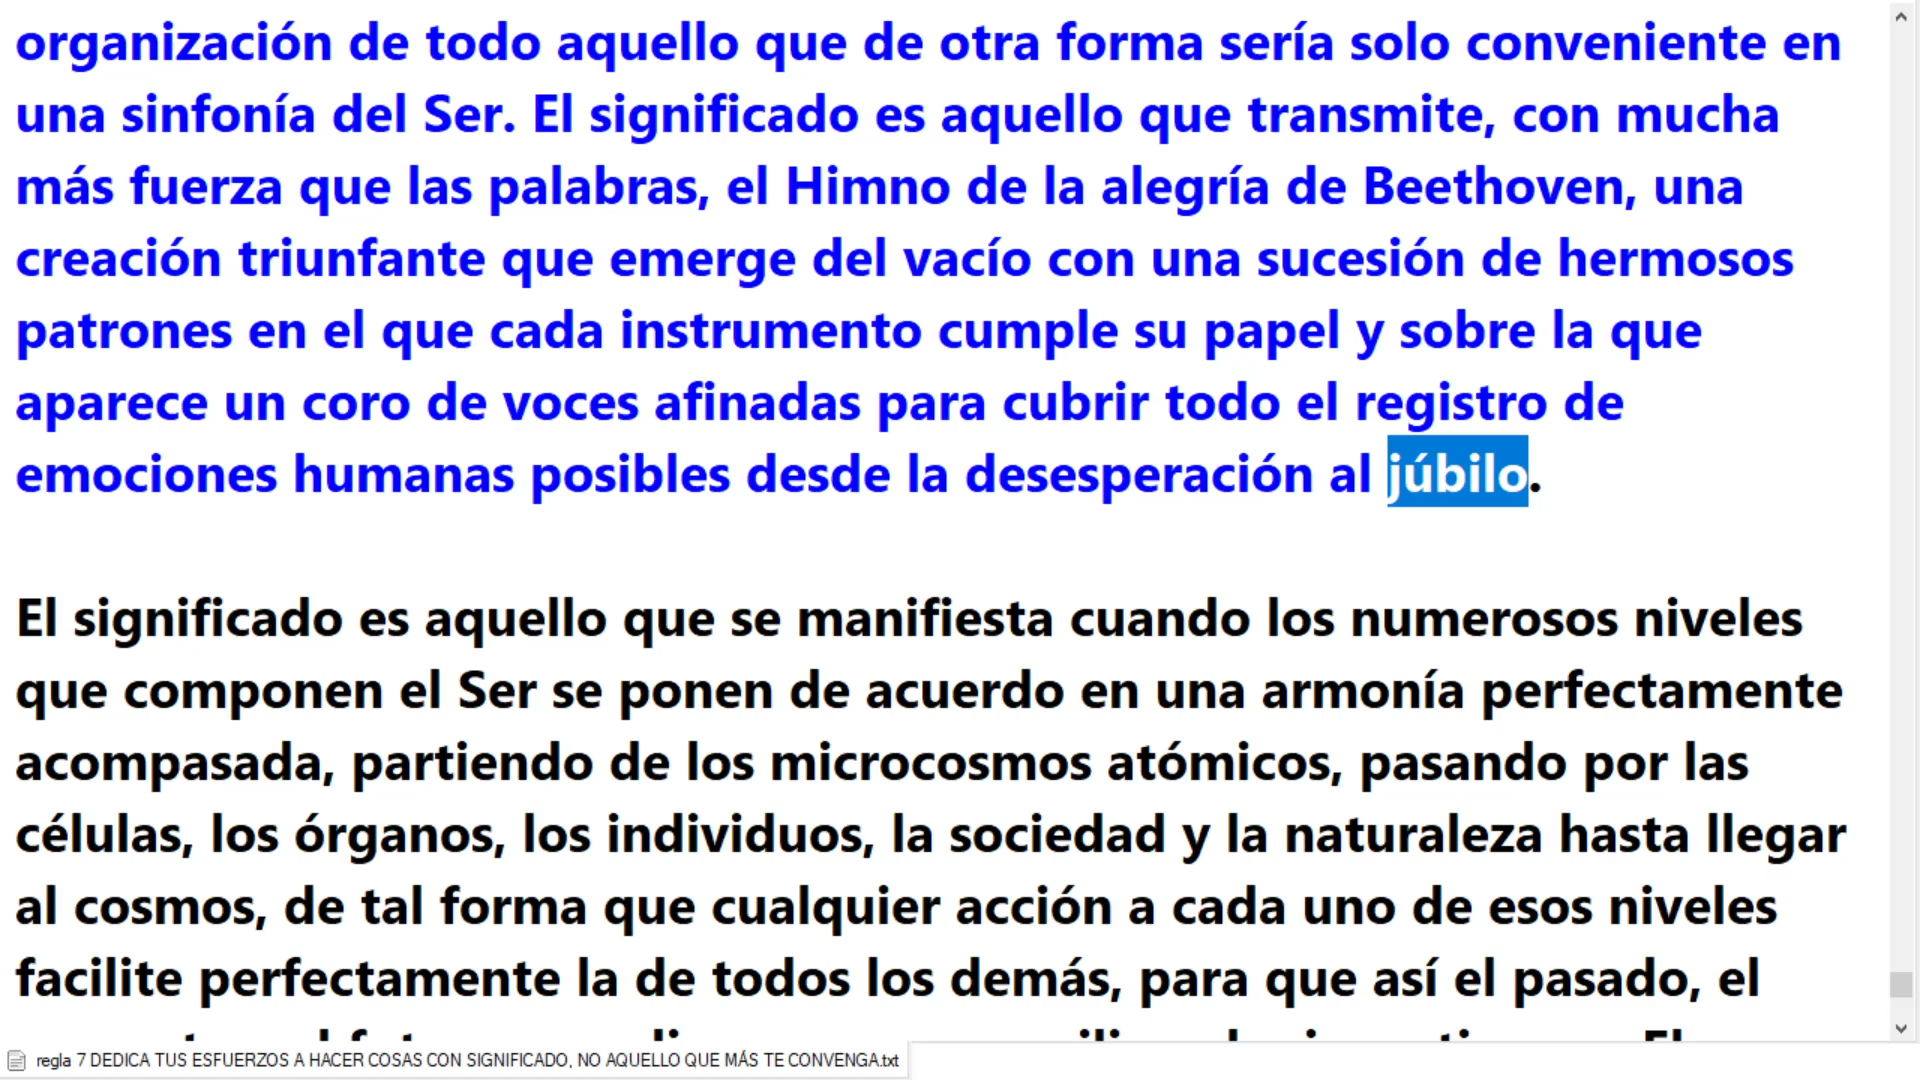 organización de todo aquello que de otra forma sería solo conveniente en
una sinfonía del Ser. El significado es aquello que transmite, con mucha
más fuerza que las palabras, el Himno de la alegría de Beethoven, una
creación triunfante que emerge del vacío con una sucesión de hermosos
patrones en el que cada instrumento cumple su papel y sobre la que
aparece un coro de voces afinadas para cubrir todo el registro de
emociones humanas posibles desde la desesperación al júbilo.
El significado es aquello que se manifiesta cuando los numerosos niveles
que componen el Ser se ponen de acuerdo en una armonía perfectamente
acompasada, partiendo de los microcosmos atómicos, pasando por las
células, los órganos, los individuos, la sociedad y la naturaleza hasta llegar
al cosmos, de tal forma que cualquier acción a cada uno de esos niveles
facilite perfectamente la de todos los demás, para que así el pasado, el
regla 7 DEDICA TUS ESFUERZOS A HACER COSAS CON SIGNIFICADO, NO AQUELLO QUE MÁS TE CONVENGA.txt